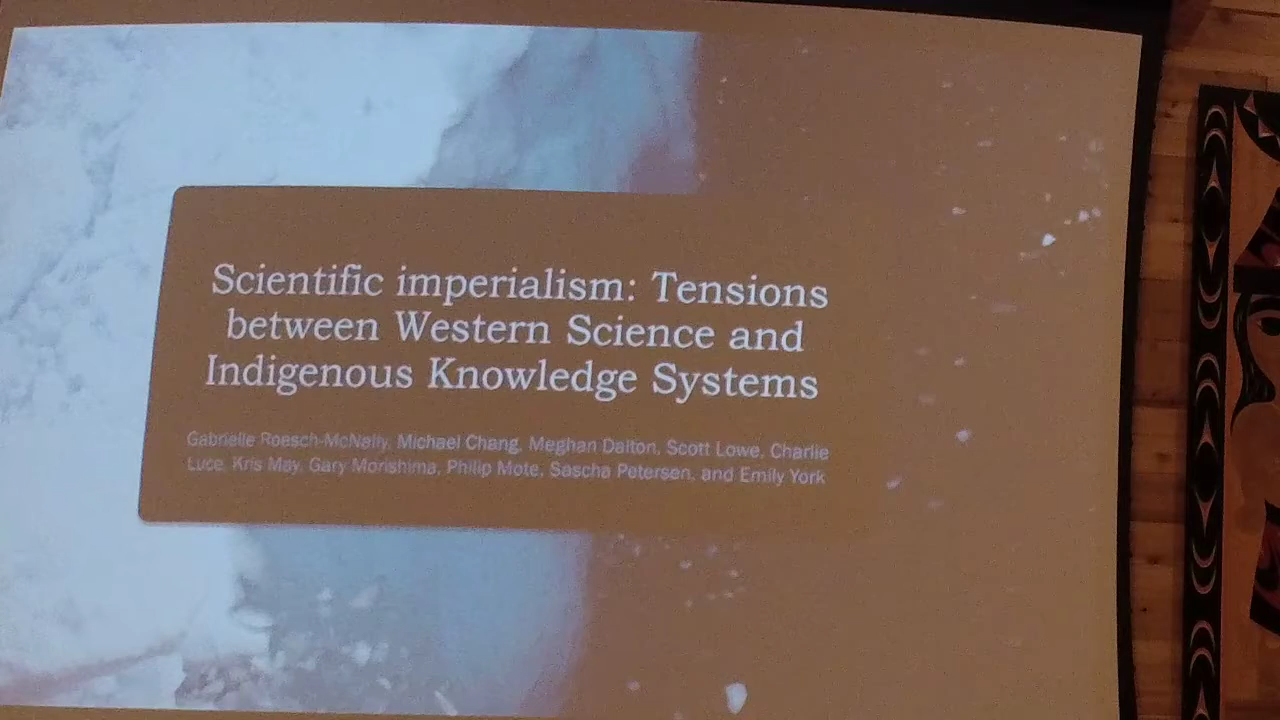 Scientific imperialism: Tensions
between Western Science and
Indigenous Knowledge Systems
Gabrielle Roesch-McNally, Michael Chang, Meghan Dalton, Scott Lowe, Charlie
Luce, Kris May, Gary Morishima, Philip Mote, Sascha Petersen, and Emily York